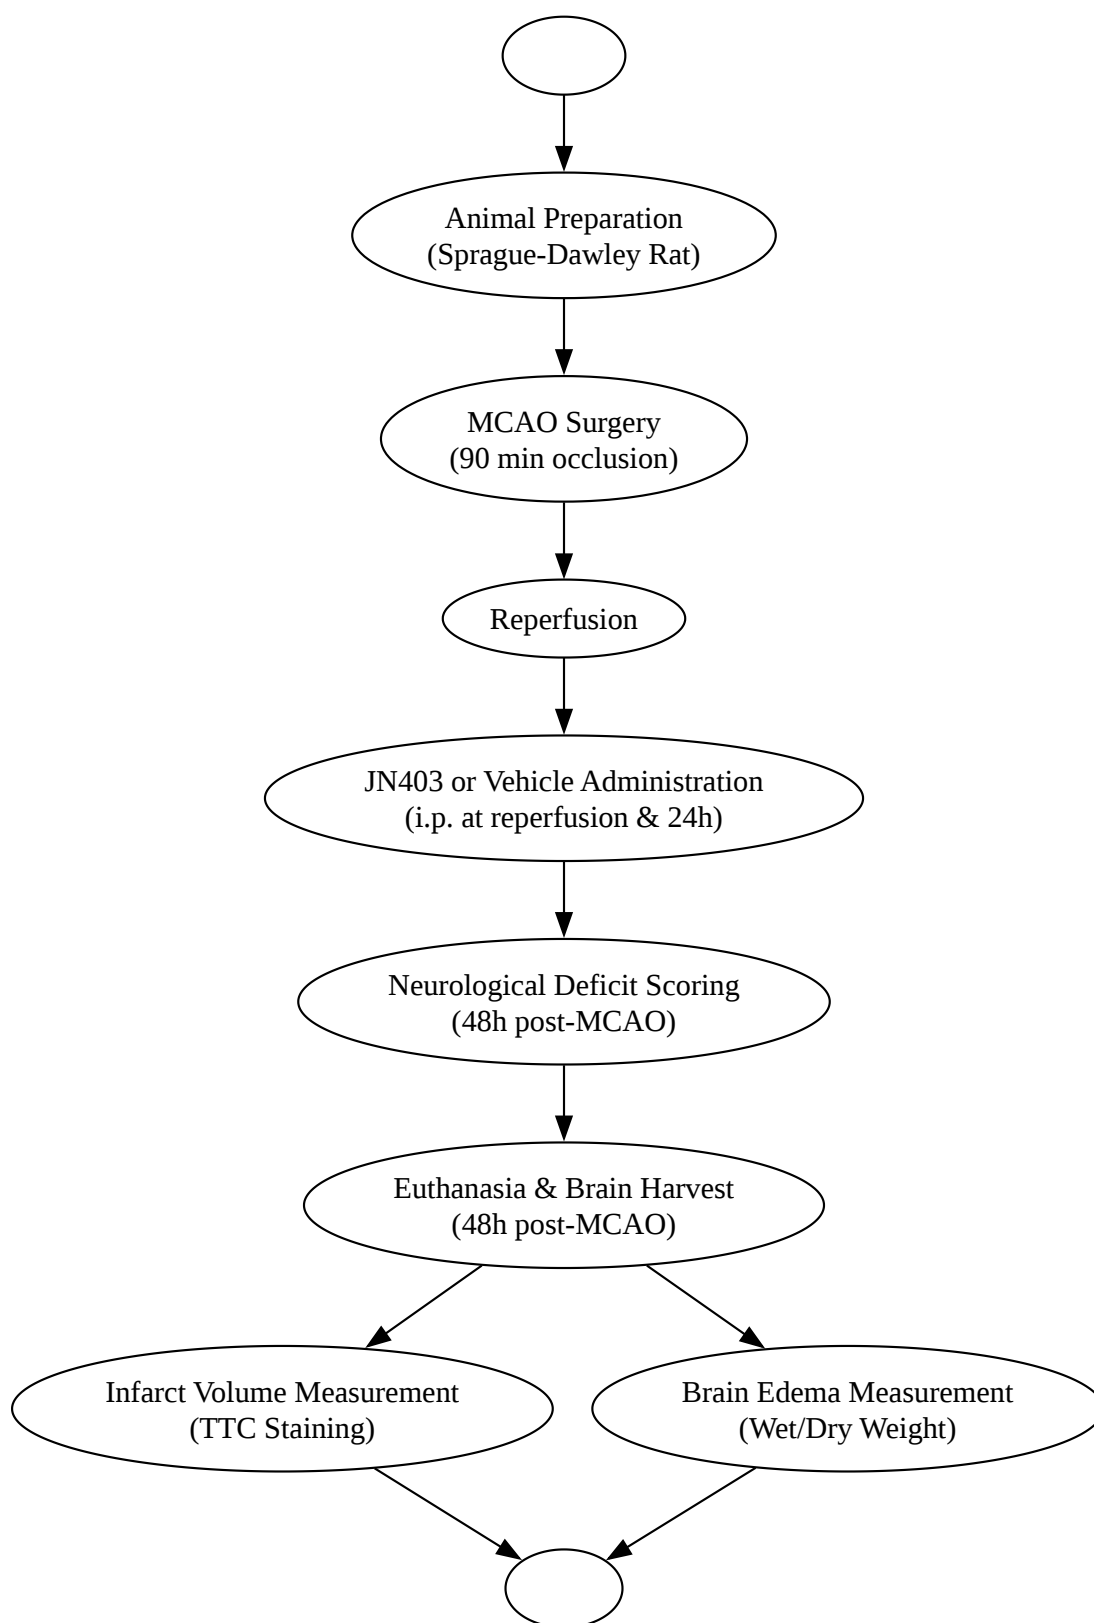 Animal Preparation
(Sprague-Dawley Rat)
MCAO Surgery
(90 min occlusion)
Reperfusion
JN403 or Vehicle Administration
(i.p. at reperfusion & 24h)
Neurological Deficit Scoring
(48h post-MCAO)
Euthanasia & Brain Harvest
(48h post-MCAO)
Infarct Volume Measurement
(TTC Staining)
Brain Edema Measurement
(Wet/Dry Weight)